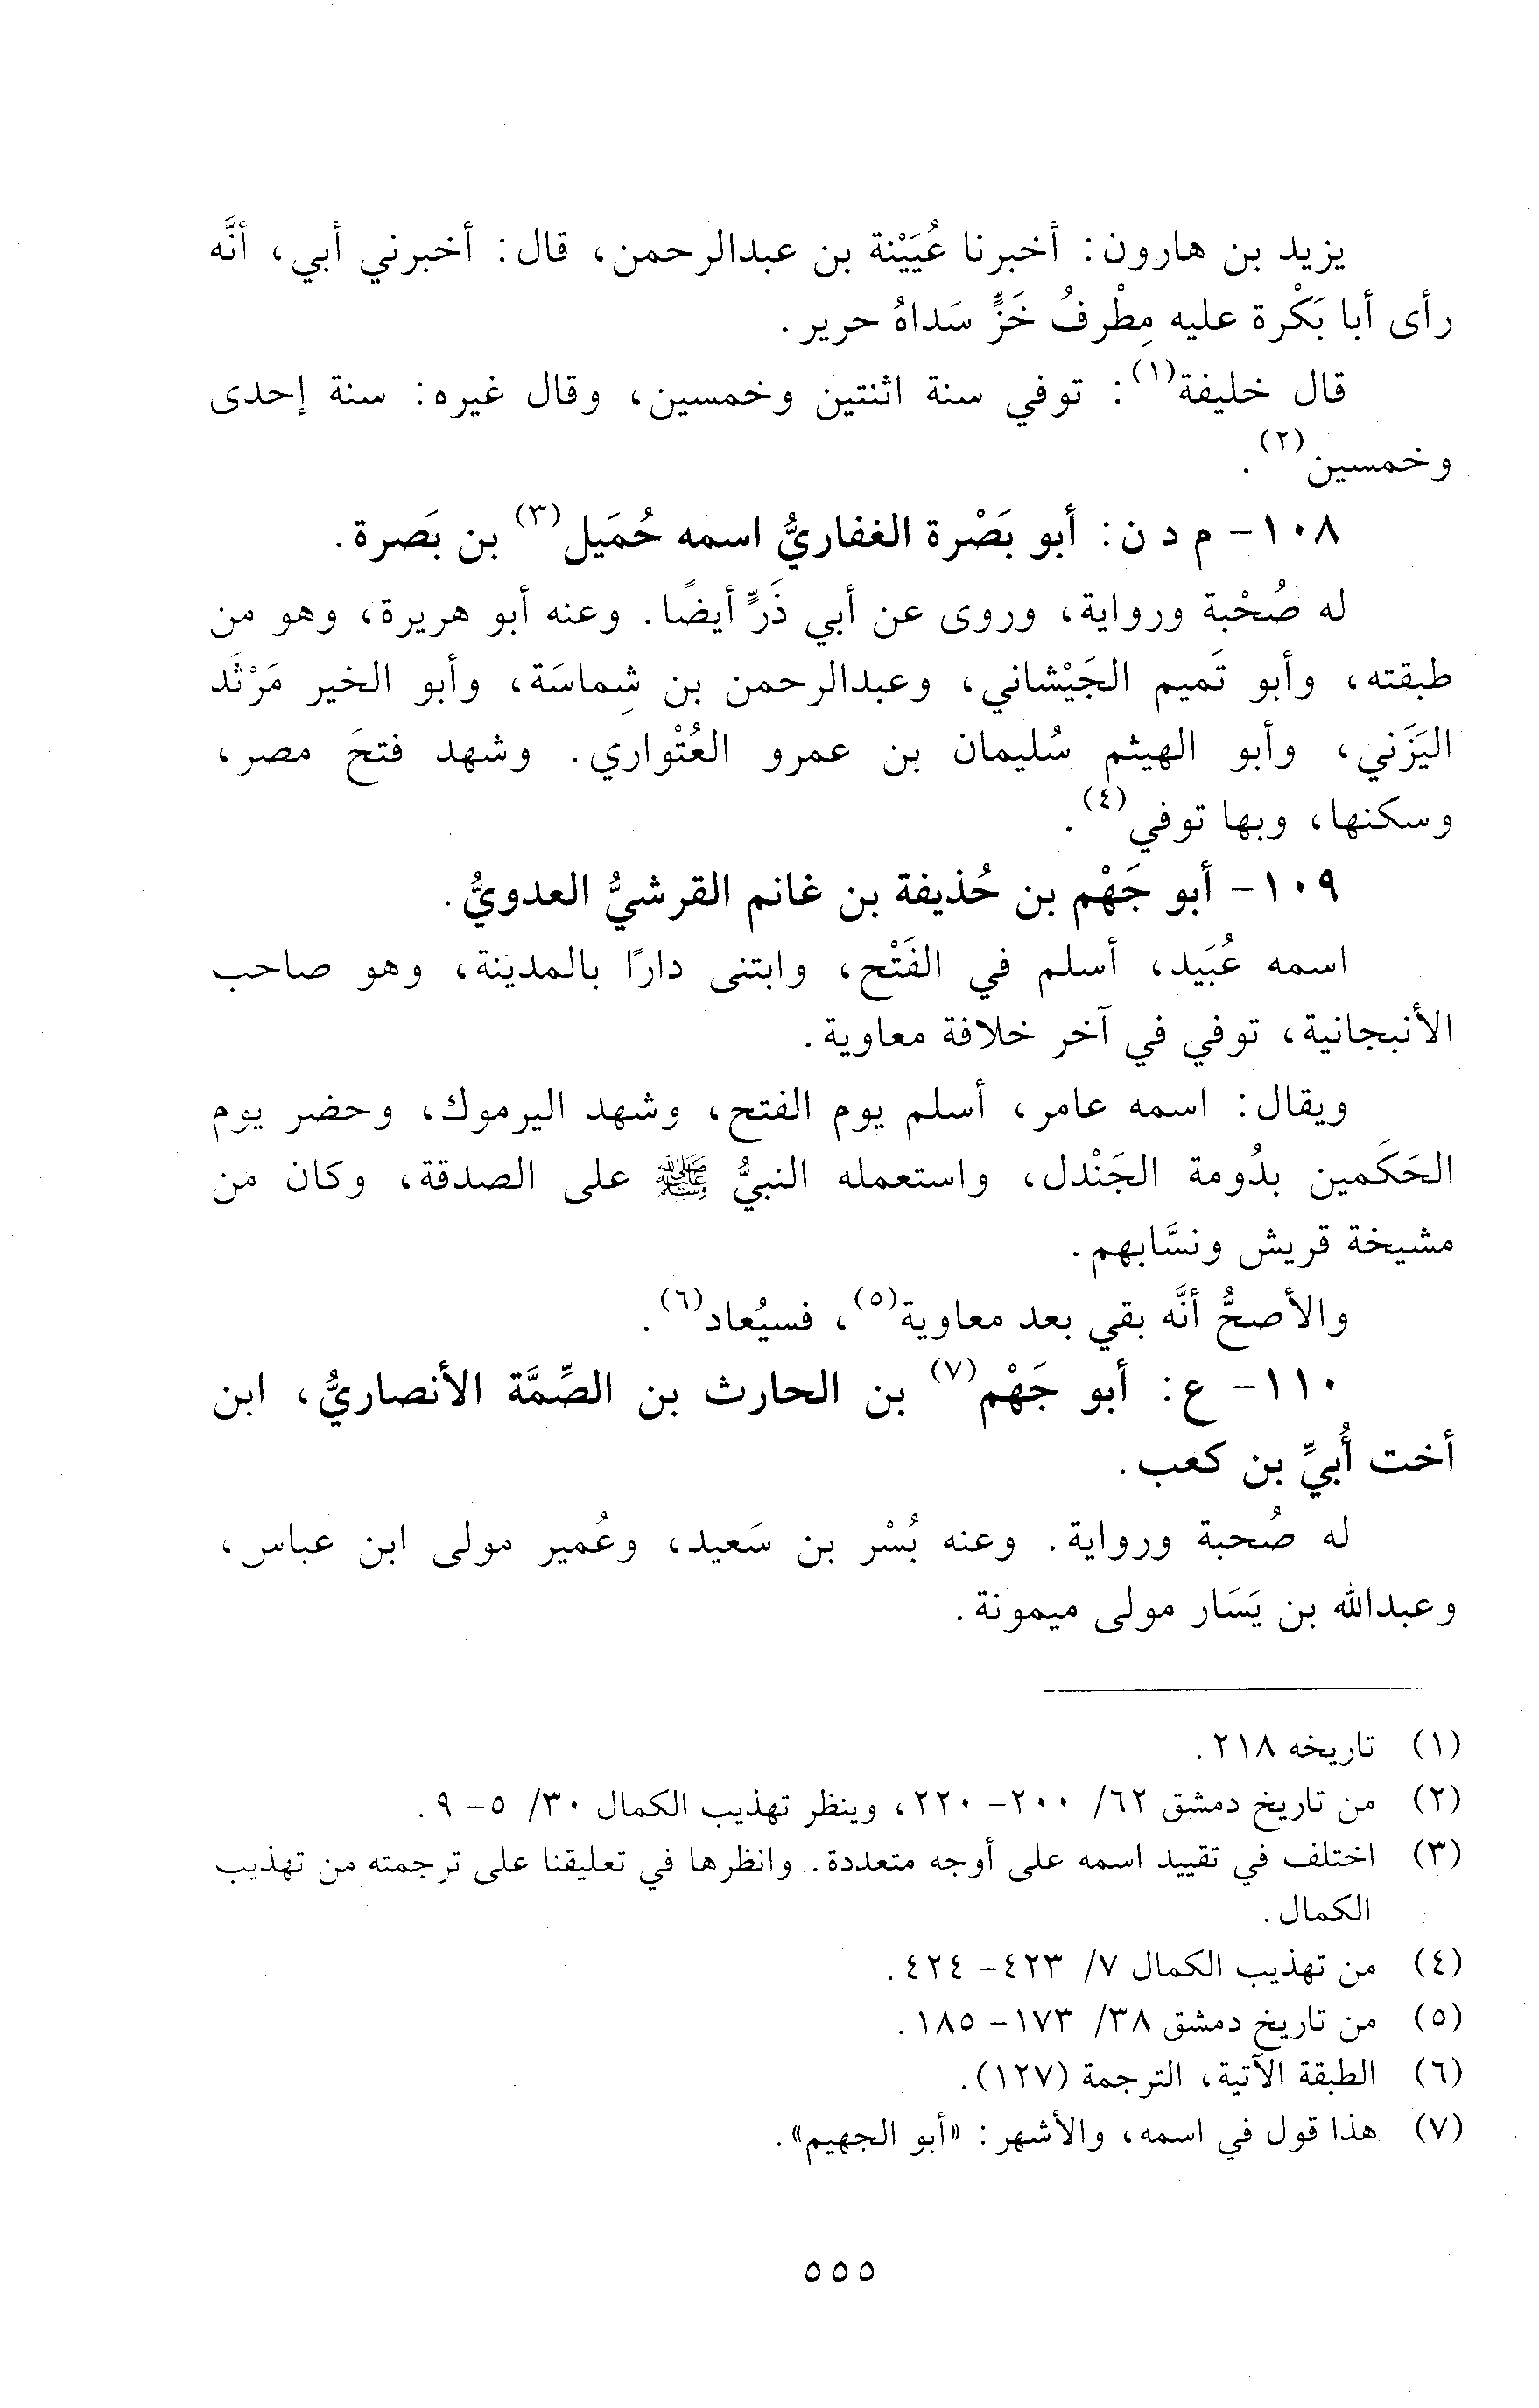 يزيد بن هارون: أخبرنا عُيَيْنة بن عبدالرحمن، قال: أخبرني أبي، أنَّه
رأى أبا بَكْرة عليه مِطْرفُ خَزٍّ سَداهُ حرير.
قال خليفة(١): توفي سنة اثنتين وخمسين، وقال غيره: سنة إحدى
وخمسين(٢).
١٠٨- م د ن: أبو بَصْرة الغفاريُّ اسمه حُمَيل(٣) بن بَصرة.
له صُحْبة ورواية، وروى عن أبي ذَرٍّ أيضًا. وعنه أبو هريرة، وهو من
طبقته، وأبو تَميم الجَيْشاني، وعبدالرحمن بن شِماسَة، وأبو الخير مَرْثَد
اليَزَني، وأبو الهيثم سُليمان بن عمرو العُتْواري. وشهد فتحَ مصر،
وسكنها، وبها توفي(٤).
١٠٩- أبو جَهْم بن حُذيفة بن غانم القرشيُّ العدويُّ.
اسمه عُبَيد، أسلم في الفَتْح، وابتنى دارًا بالمدينة، وهو صاحب
الأنبجانية، توفي في آخر خلافة معاوية.
ويقال: اسمه عامر، أسلم يوم الفتح، وشهد اليرموك، وحضر يوم
الحَكَمين بدُومة الجَنْدل، واستعمله النبيُّ ﷺ على الصدقة، وكان من
مشيخة قريش ونسَّابهم.
والأصحُّ أنَّه بقي بعد معاوية(٥)، فسيُعاد(٦).
١١٠- ع: أبو جَهْم(٧) بن الحارث بن الصِّمَّة الأنصاريُّ، ابن
أخت أُبيِّ بن كعب.
له صُحبة ورواية. وعنه بُسْر بن سَعيد، وعُمير مولى ابن عباس،
وعبدالله بن يَسَار مولى ميمونة.
(١) تاريخه ٢١٨.
(٢) من تاريخ دمشق ٦٢/ ٢٠٠- ٢٢٠، وينظر تهذيب الكمال ٣٠/ ٥- ٩.
(٣) اختلف في تقييد اسمه على أوجه متعددة. وانظرها في تعليقنا على ترجمته من تهذيب
الكمال.
(٤) من تهذيب الكمال ٧/ ٤٢٣- ٤٢٤.
(٥) من تاريخ دمشق ٣٨/ ١٧٣- ١٨٥.
(٦) الطبقة الآتية، الترجمة (١٢٧).
(٧) هذا قول في اسمه، والأشهر: «أبو الجهيم».
٥٥٥